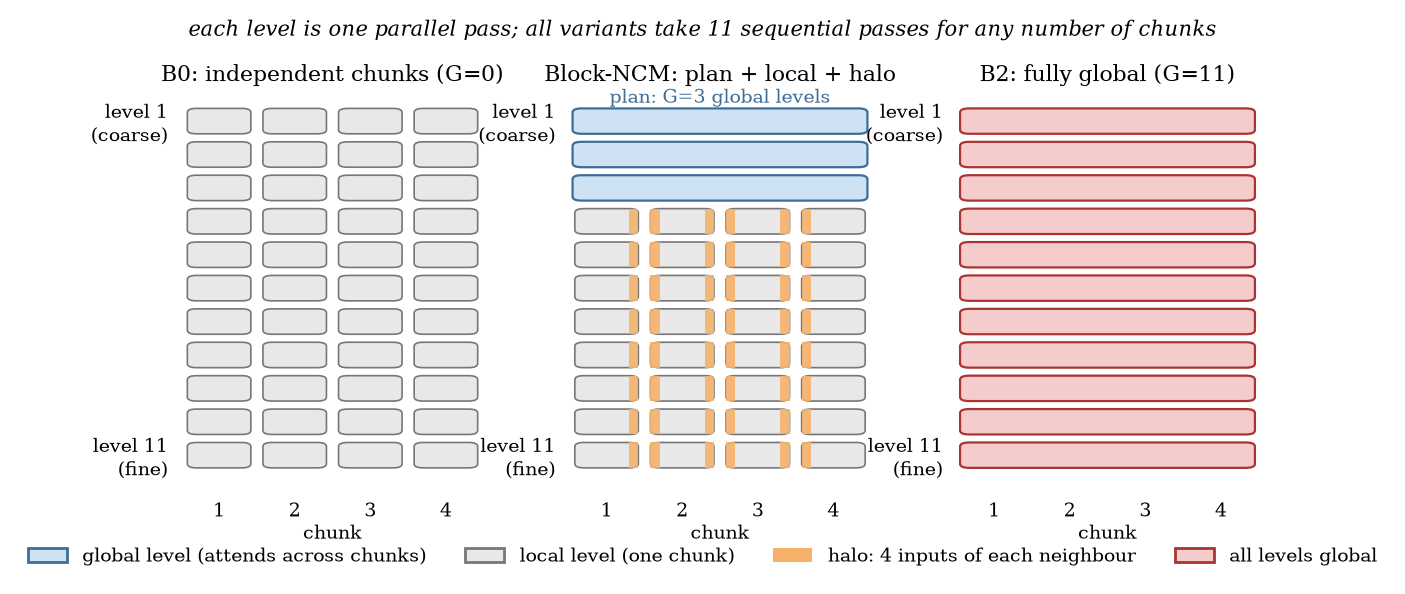 each level is one parallel pass; all variants take 11 sequential passes for any number of chunks
B0: independent chunks (G=0)
level 1
(coarse)
level 11
(fine)
1 2 3 4
chunk
Block-NCM: plan + local + halo
plan: G=3 global levels
level 1
(coarse)
level 11
(fine)
1 2 3 4
chunk
B2: fully global (G=11)
level 1
(coarse)
level 11
(fine)
1 2 3 4
chunk
global level (attends across chunks)
local level (one chunk)
halo: 4 inputs of each neighbour
all levels global